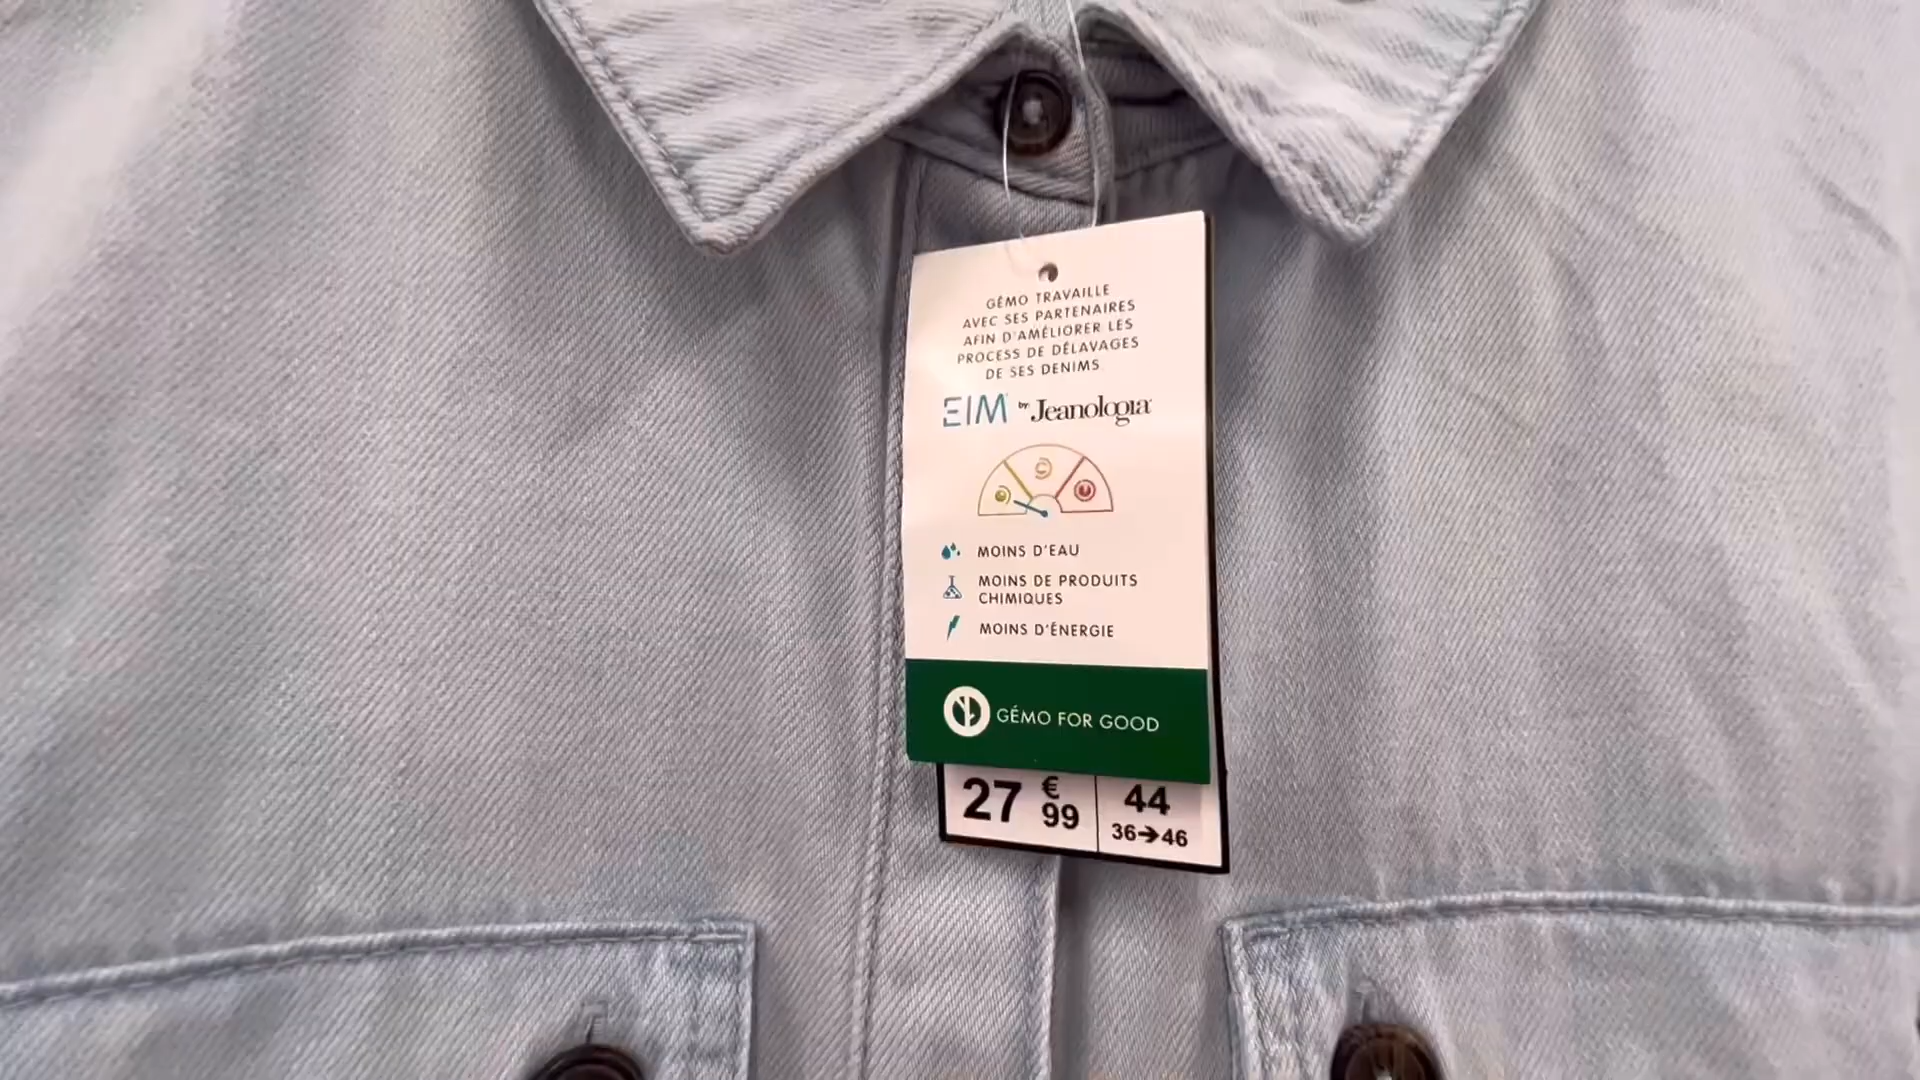 GÉMO TRAVAILLE
AVEC SES PARTENAIRES
AFIN D'AMÉLIORER LES
PROCESS DE DÉLAVAGES
DE SES DENIMS
EIM by Jeanologia
MOINS D'EAU
MOINS DE PRODUITS
CHIMIQUES
MOINS D'ÉNERGIE
GÉMO FOR GOOD
27 €99
44
36→46